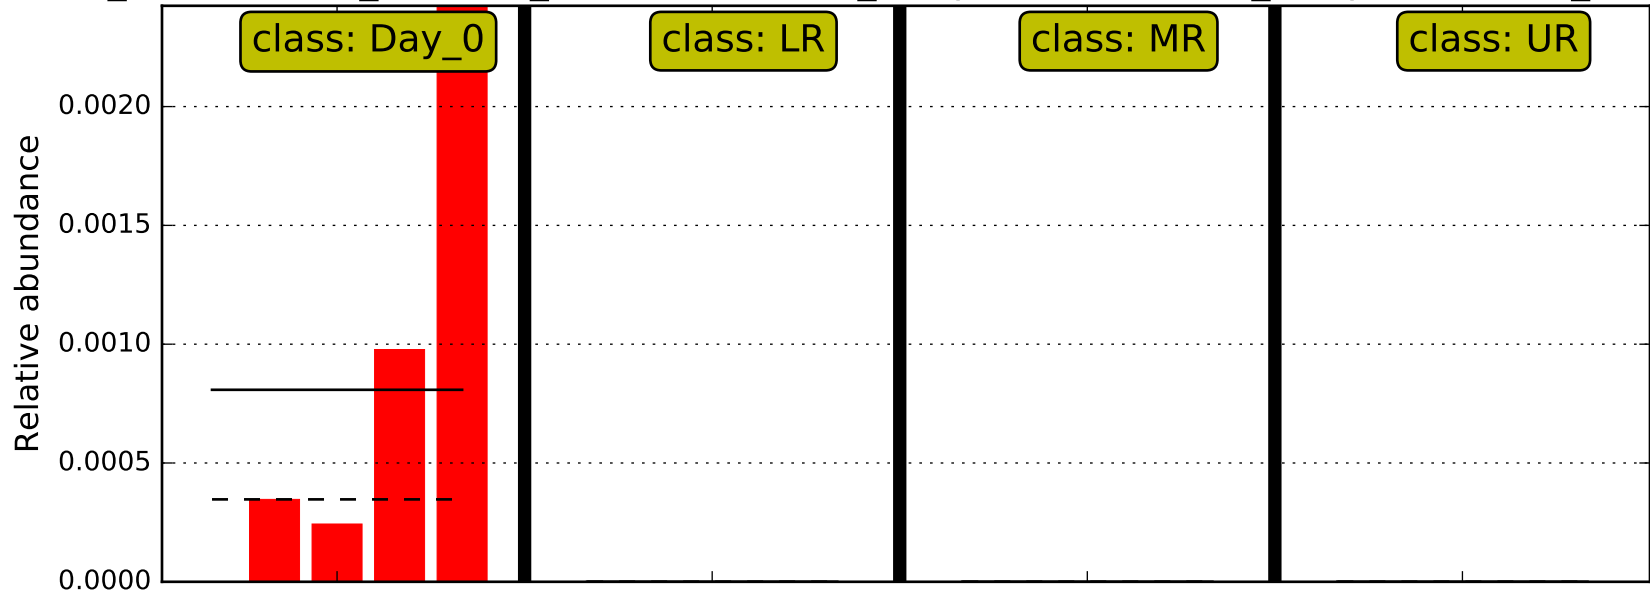 class: Day_0
class: LR
class: MR
class: UR
0.0020
0.0015
0.0010
0.0005
0.0000
Relative abundance